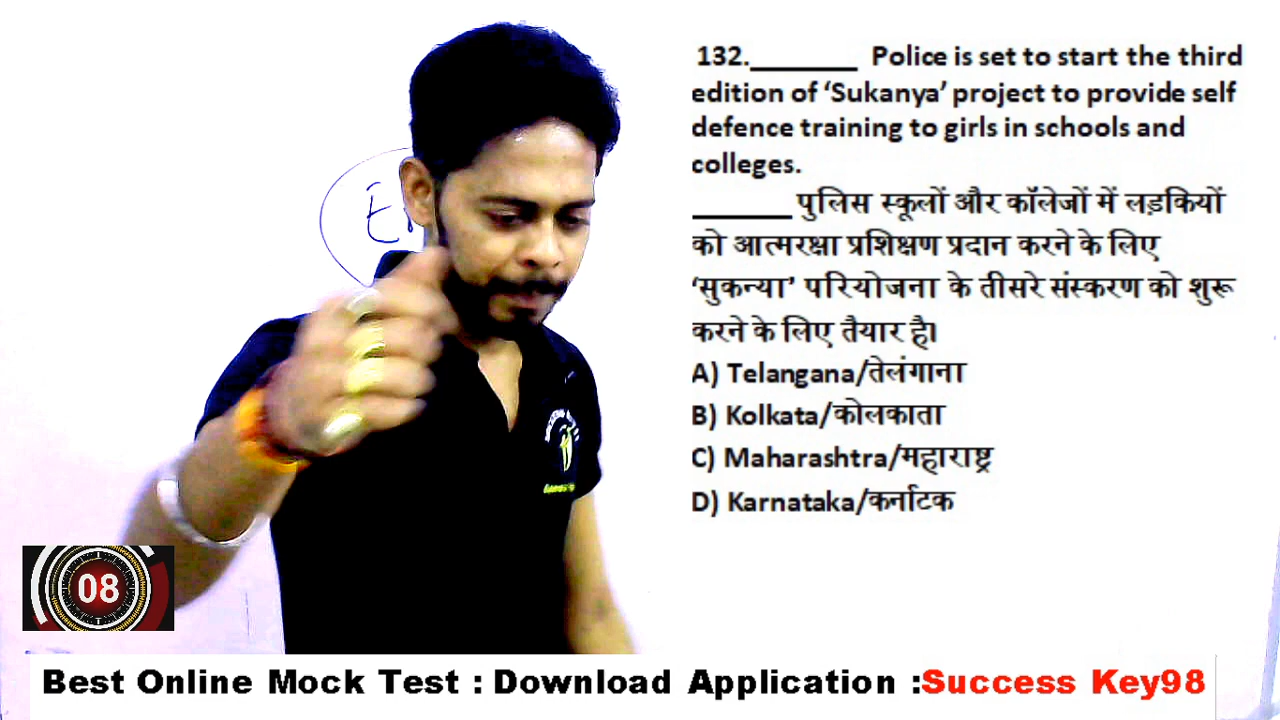 132._______ Police is set to start the third
edition of ‘Sukanya’ project to provide self
defence training to girls in schools and
colleges.
_______ पुलिस स्कूलों और कॉलेजों में लड़कियों
को आत्मरक्षा प्रशिक्षण प्रदान करने के लिए
‘सुकन्या’ परियोजना के तीसरे संस्करण को शुरू
करने के लिए तैयार है।
A) Telangana/तेलंगाना
B) Kolkata/कोलकाता
C) Maharashtra/महाराष्ट्र
D) Karnataka/कर्नाटक
08
Best Online Mock Test : Download Application :Success Key98